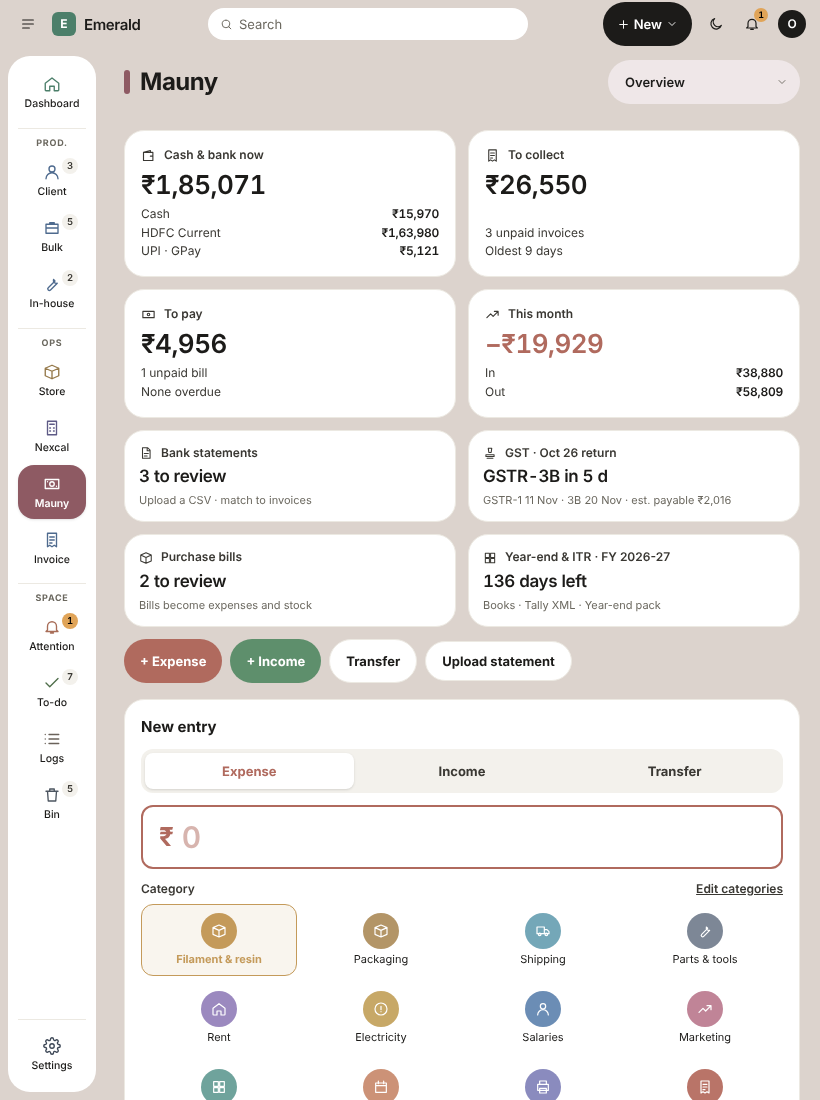 E Emerald
Search
+ New
1
O
Dashboard
PROD.
3
Client
5
Bulk
2
In-house
OPS
Store
Nexcal
Mauny
Invoice
SPACE
1
Attention
7
To-do
Logs
5
Bin
Settings
Mauny
Overview
Cash & bank now
₹1,85,071
Cash ₹15,970
HDFC Current ₹1,63,980
UPI · GPay ₹5,121
To collect
₹26,550
3 unpaid invoices
Oldest 9 days
To pay
₹4,956
1 unpaid bill
None overdue
This month
−₹19,929
In ₹38,880
Out ₹58,809
Bank statements
3 to review
Upload a CSV · match to invoices
GST · Oct 26 return
GSTR-3B in 5 d
GSTR-1 11 Nov · 3B 20 Nov · est. payable ₹2,016
Purchase bills
2 to review
Bills become expenses and stock
Year-end & ITR · FY 2026-27
136 days left
Books · Tally XML · Year-end pack
+ Expense
+ Income
Transfer
Upload statement
New entry
Expense
Income
Transfer
₹ 0
Category
Edit categories
Filament & resin
Packaging
Shipping
Parts & tools
Rent
Electricity
Salaries
Marketing